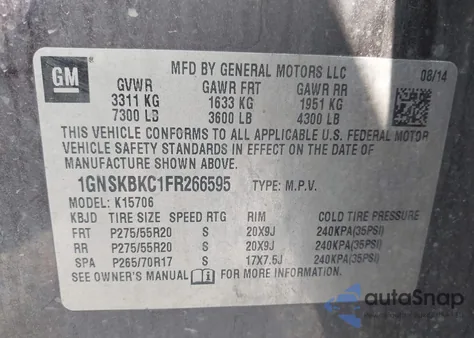 GM
MFD BY GENERAL MOTORS LLC
08/14
GVWR GAWR FRT GAWR RR
3311 KG 1633 KG 1951 KG
7300 LB 3600 LB 4300 LB
THIS VEHICLE CONFORMS TO ALL APPLICABLE U.S. FEDERAL MOTOR
VEHICLE SAFETY STANDARDS IN EFFECT ON THE DATE OF
MANUFACTURE SHOWN ABOVE.
1GNSKBKC1FR266595 TYPE: M.P.V.
MODEL: K15706
KBJD TIRE SIZE SPEED RTG RIM COLD TIRE PRESSURE
FRT P275/55R20 S 20X9J 240KPA(35PSI)
RR P275/55R20 S 20X9J 240KPA(35PSI)
SPA P265/70R17 S 17X7.5J 240KPA(35PSI)
SEE OWNER'S MANUAL FOR MORE INFORMATION.
autoSnap